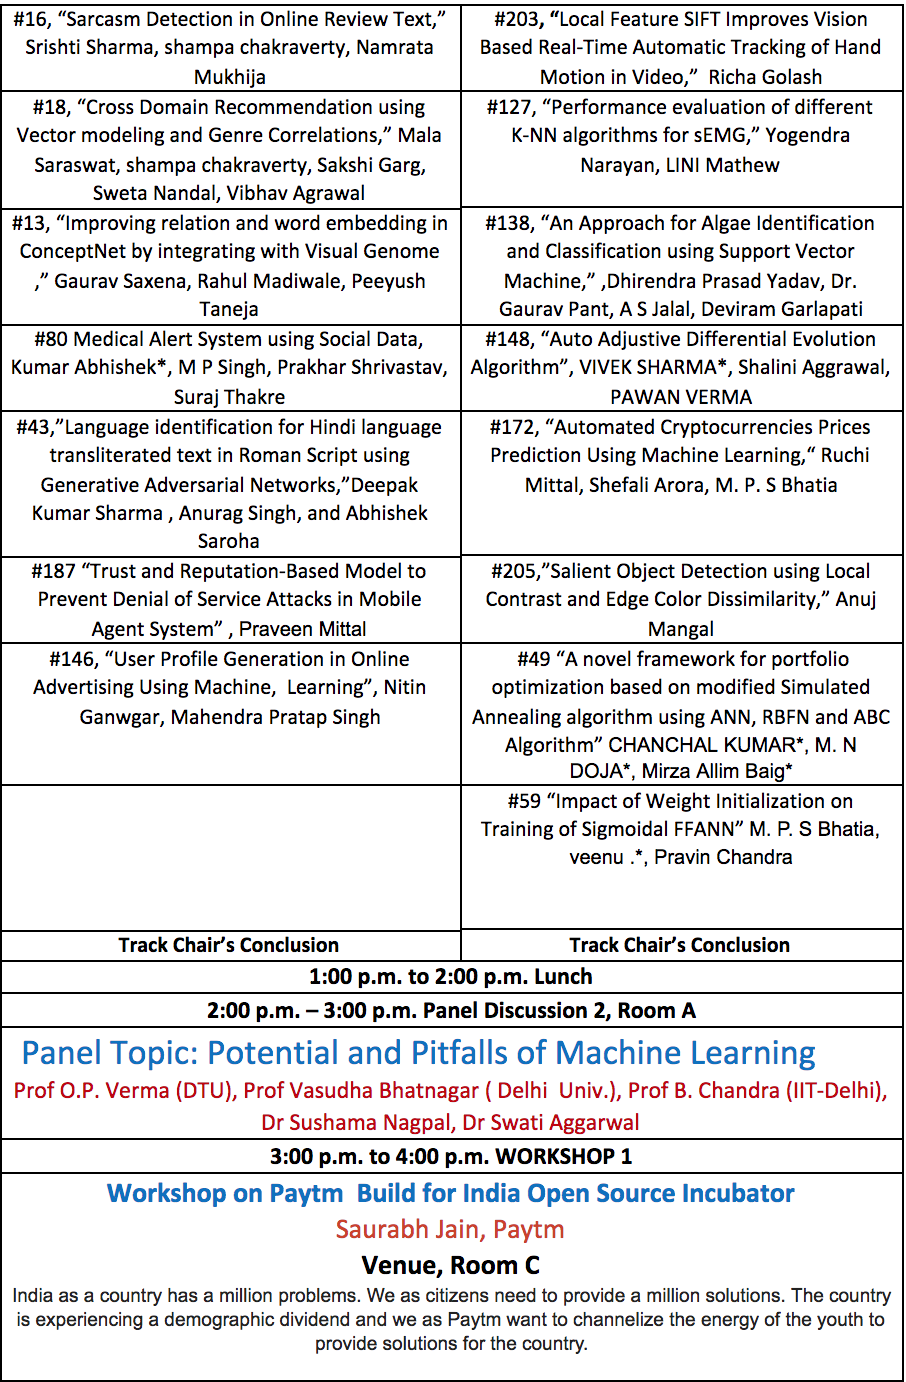 #16, “Sarcasm Detection in Online Review Text,”
Srishti Sharma, shampa chakraverty, Namrata
Mukhija
#203, “Local Feature SIFT Improves Vision
Based Real-Time Automatic Tracking of Hand
Motion in Video,”  Richa Golash
#18, “Cross Domain Recommendation using
Vector modeling and Genre Correlations,” Mala
Saraswat, shampa chakraverty, Sakshi Garg,
Sweta Nandal, Vibhav Agrawal
#127, “Performance evaluation of different
K-NN algorithms for sEMG,” Yogendra
Narayan, LINI Mathew
#13, “Improving relation and word embedding in
ConceptNet by integrating with Visual Genome
,” Gaurav Saxena, Rahul Madiwale, Peeyush
Taneja
#138, “An Approach for Algae Identification
and Classification using Support Vector
Machine,” ,Dhirendra Prasad Yadav, Dr.
Gaurav Pant, A S Jalal, Deviram Garlapati
#80 Medical Alert System using Social Data,
Kumar Abhishek*, M P Singh, Prakhar Shrivastav,
Suraj Thakre
#148, “Auto Adjustive Differential Evolution
Algorithm”, VIVEK SHARMA*, Shalini Aggrawal,
PAWAN VERMA
#43,”Language identification for Hindi language
transliterated text in Roman Script using
Generative Adversarial Networks,”Deepak
Kumar Sharma , Anurag Singh, and Abhishek
Saroha
#172, “Automated Cryptocurrencies Prices
Prediction Using Machine Learning,“ Ruchi
Mittal, Shefali Arora, M. P. S Bhatia
#187 “Trust and Reputation-Based Model to
Prevent Denial of Service Attacks in Mobile
Agent System” , Praveen Mittal
#205,”Salient Object Detection using Local
Contrast and Edge Color Dissimilarity,” Anuj
Mangal
#146, “User Profile Generation in Online
Advertising Using Machine,  Learning”, Nitin
Ganwgar, Mahendra Pratap Singh
#49 “A novel framework for portfolio
optimization based on modified Simulated
Annealing algorithm using ANN, RBFN and ABC
Algorithm” CHANCHAL KUMAR*, M. N
DOJA*, Mirza Allim Baig*
#59 “Impact of Weight Initialization on
Training of Sigmoidal FFANN” M. P. S Bhatia,
veenu .*, Pravin Chandra
Track Chair’s Conclusion
Track Chair’s Conclusion
1:00 p.m. to 2:00 p.m. Lunch
2:00 p.m. – 3:00 p.m. Panel Discussion 2, Room A
Panel Topic: Potential and Pitfalls of Machine Learning
Prof O.P. Verma (DTU), Prof Vasudha Bhatnagar ( Delhi  Univ.), Prof B. Chandra (IIT-Delhi),
Dr Sushama Nagpal, Dr Swati Aggarwal
3:00 p.m. to 4:00 p.m. WORKSHOP 1
Workshop on Paytm  Build for India Open Source Incubator
Saurabh Jain, Paytm
Venue, Room C
India as a country has a million problems. We as citizens need to provide a million solutions. The country
is experiencing a demographic dividend and we as Paytm want to channelize the energy of the youth to
provide solutions for the country.